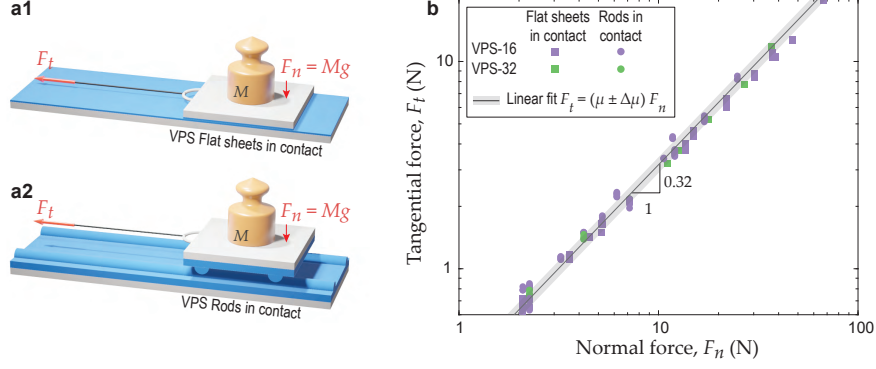 a1
F_t
F_n = Mg
M
VPS Flat sheets in contact
a2
F_t
F_n = Mg
M
VPS Rods in contact
b
Flat sheets
in contact
Rods in
contact
VPS-16
VPS-32
Linear fit F_t = (μ ± Δμ) F_n
10
1
Tangential force, F_t (N)
0.32
1
1
10
100
Normal force, F_n (N)